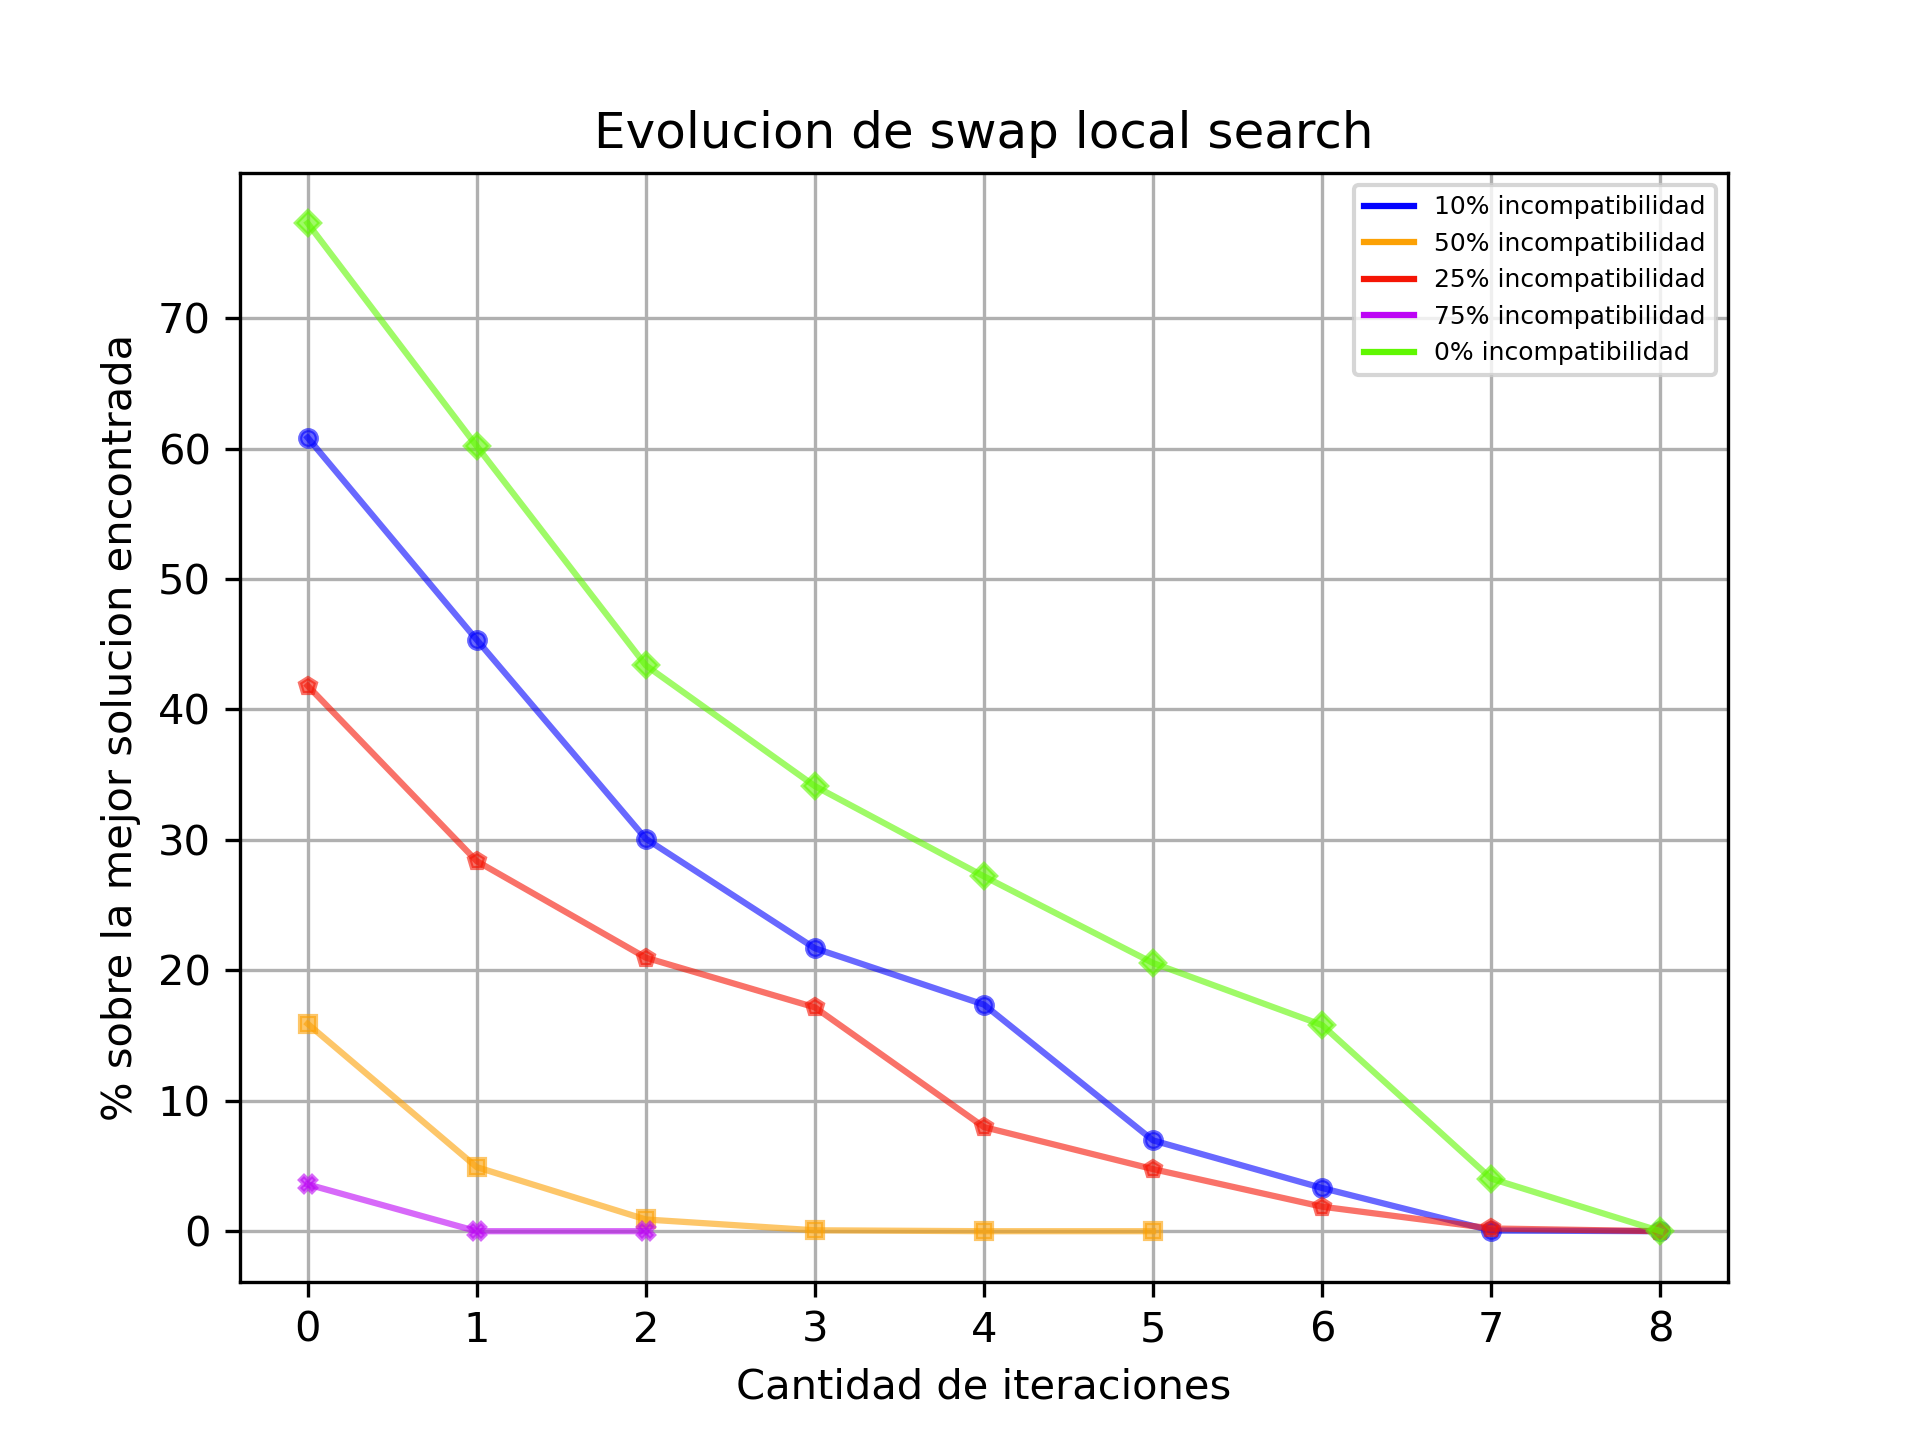 Evolucion de swap local search
10% incompatibilidad
50% incompatibilidad
25% incompatibilidad
75% incompatibilidad
0% incompatibilidad
% sobre la mejor solucion encontrada
70
60
50
40
30
20
10
0
0 1 2 3 4 5 6 7 8
Cantidad de iteraciones